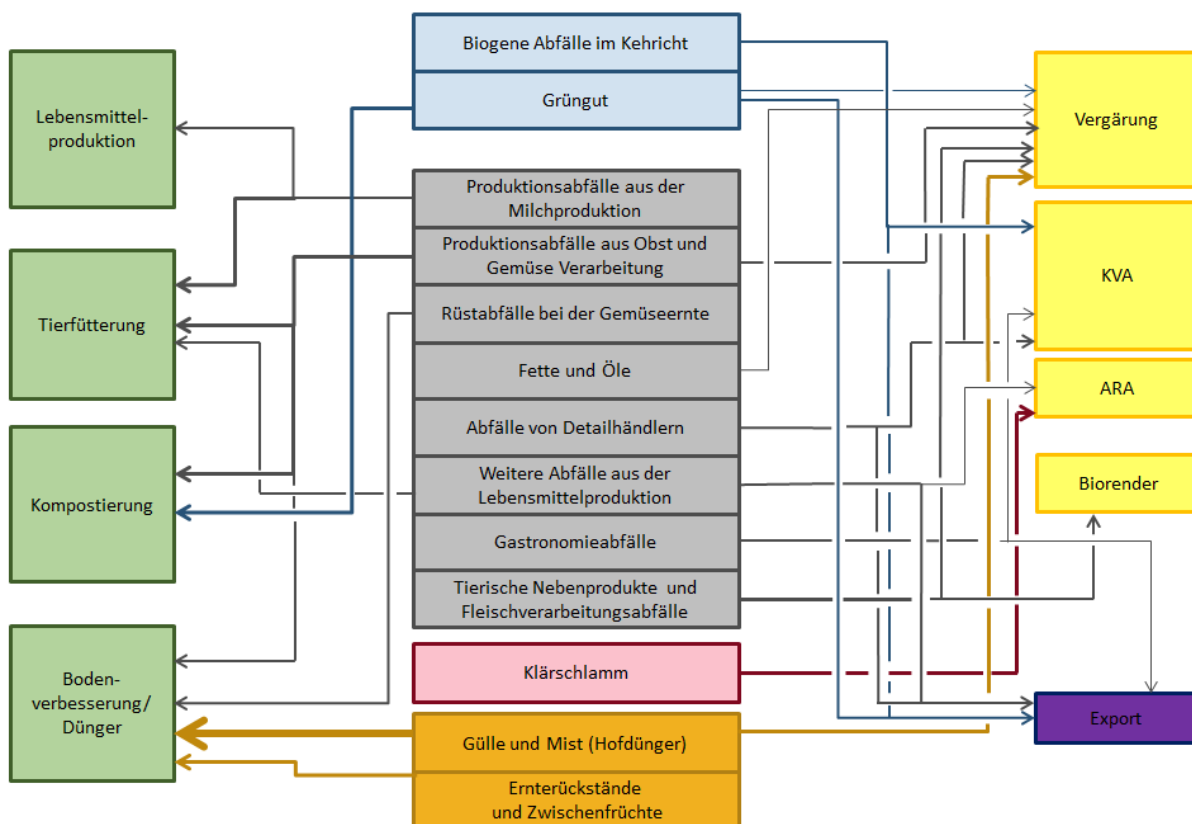 Lebensmittel-
produktion
Tierfütterung
Kompostierung
Boden-
verbesserung/
Dünger
Biogene Abfälle im Kehricht
Grüngut
Produktionsabfälle aus der
Milchproduktion
Produktionsabfälle aus Obst und
Gemüse Verarbeitung
Rüstabfälle bei der Gemüseernte
Fette und Öle
Abfälle von Detailhändlern
Weitere Abfälle aus der
Lebensmittelproduktion
Gastronomieabfälle
Tierische Nebenprodukte und
Fleischverarbeitungsabfälle
Klärschlamm
Gülle und Mist (Hofdünger)
Ernterückstände
und Zwischenfrüchte
Vergärung
KVA
ARA
Biorender
Export